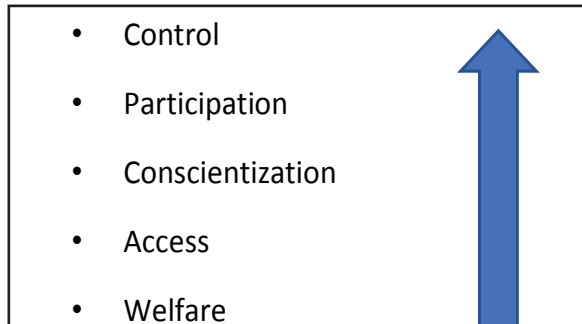 • Control
• Participation
• Conscientization
• Access
• Welfare